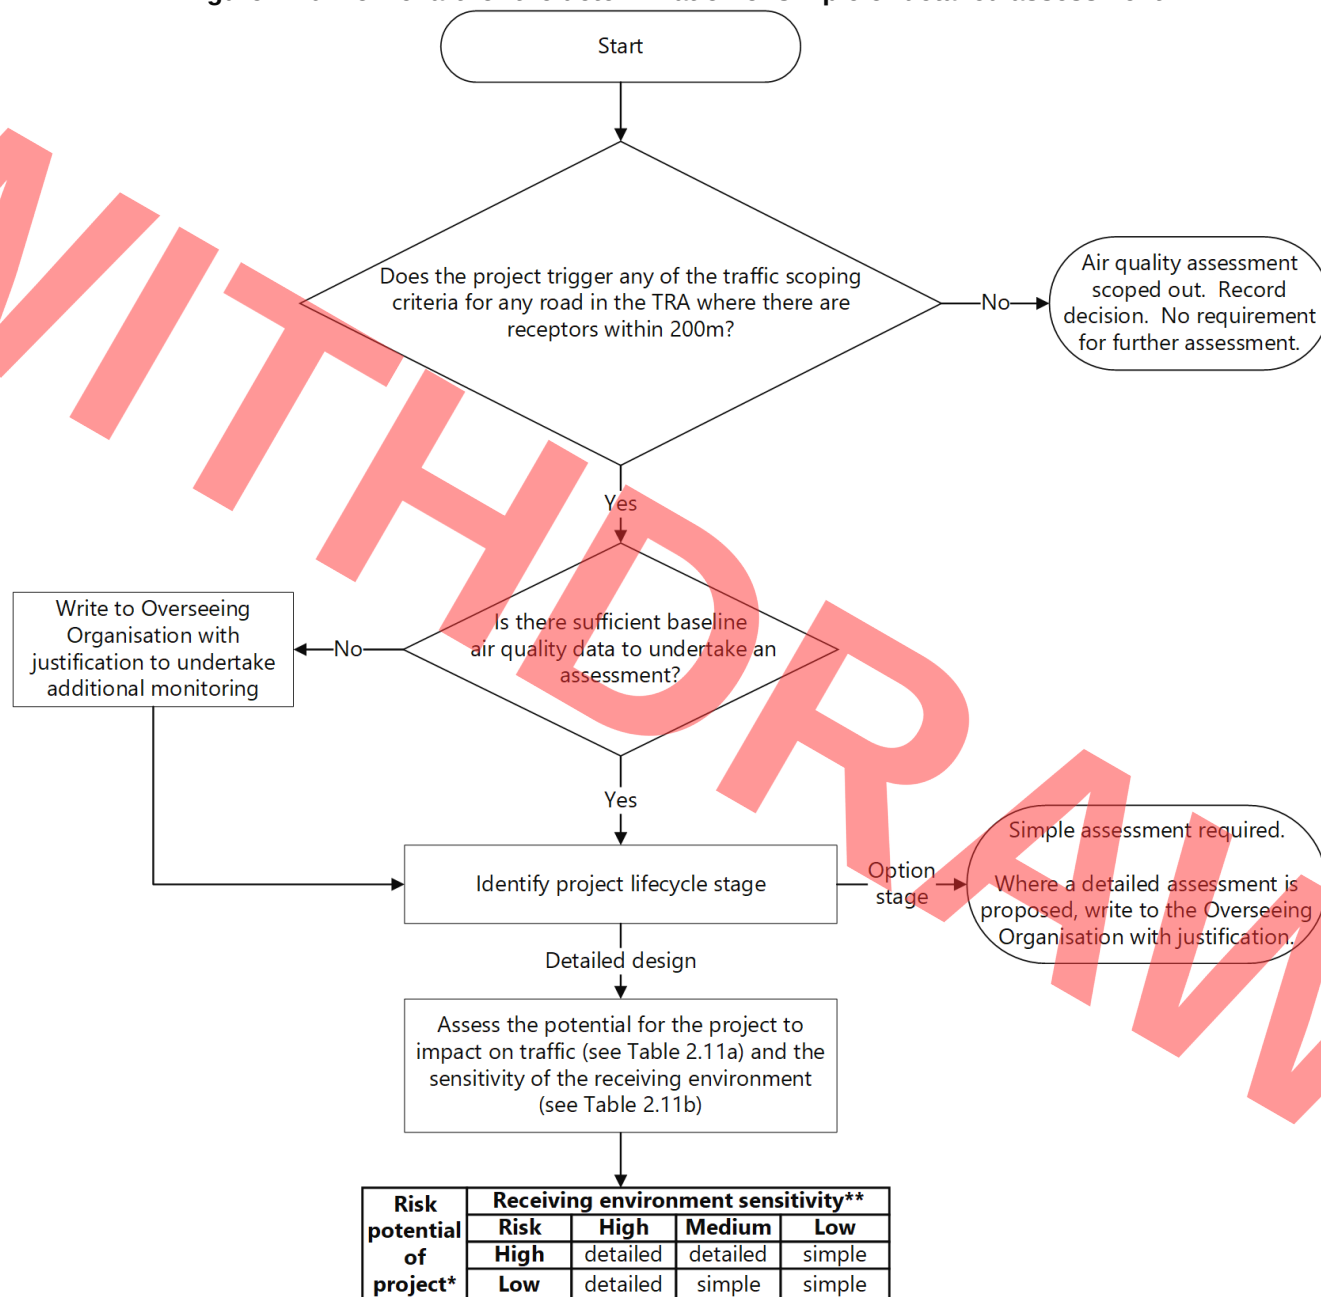 Start
Does the project trigger any of the traffic scoping
criteria for any road in the TRA where there are
receptors within 200m?
No
Air quality assessment
scoped out. Record
decision. No requirement
for further assessment.
Yes
Is there sufficient baseline
air quality data to undertake an
assessment?
No
Write to Overseeing
Organisation with
justification to undertake
additional monitoring
Yes
Identify project lifecycle stage
Option
stage
Simple assessment required.
Where a detailed assessment is
proposed, write to the Overseeing
Organisation with justification.
Detailed design
Assess the potential for the project to
impact on traffic (see Table 2.11a) and the
sensitivity of the receiving environment
(see Table 2.11b)
Risk
potential
of
project*
Receiving environment sensitivity**
Risk High Medium Low
High detailed detailed simple
Low detailed simple simple
WITHDRAW